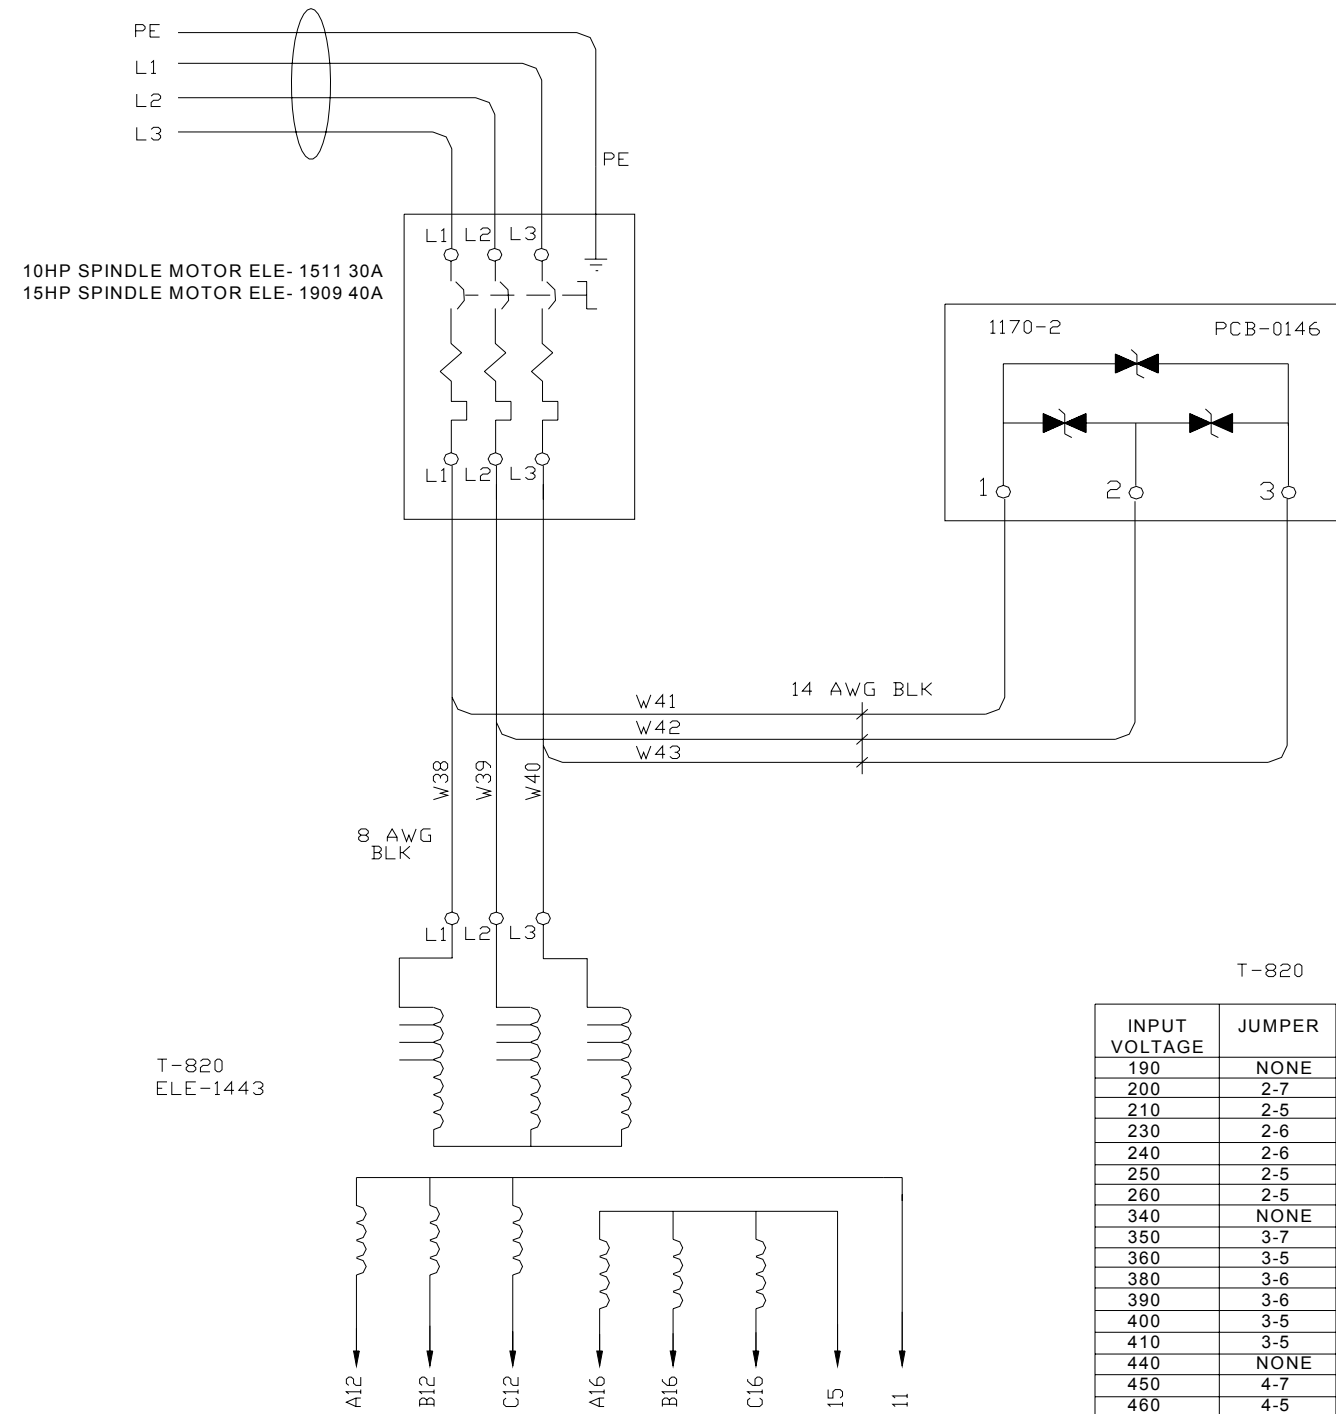 PE
L1
L2
L3
PE
L1 L2 L3
10HP SPINDLE MOTOR ELE- 1511 30A
15HP SPINDLE MOTOR ELE- 1909 40A
1170-2 PCB-0146
L1 L2 L3
1 2 3
14 AWG BLK
W41
W42
W43
W38 W39 W40
8 AWG
BLK
L1 L2 L3
T-820
ELE-1443
T-820
INPUT VOLTAGE JUMPER
190 NONE
200 2-7
210 2-5
230 2-6
240 2-6
250 2-5
260 2-5
340 NONE
350 3-7
360 3-5
380 3-6
390 3-6
400 3-5
410 3-5
440 NONE
450 4-7
460 4-5
A12 B12 C12 A16 B16 C16 15 11